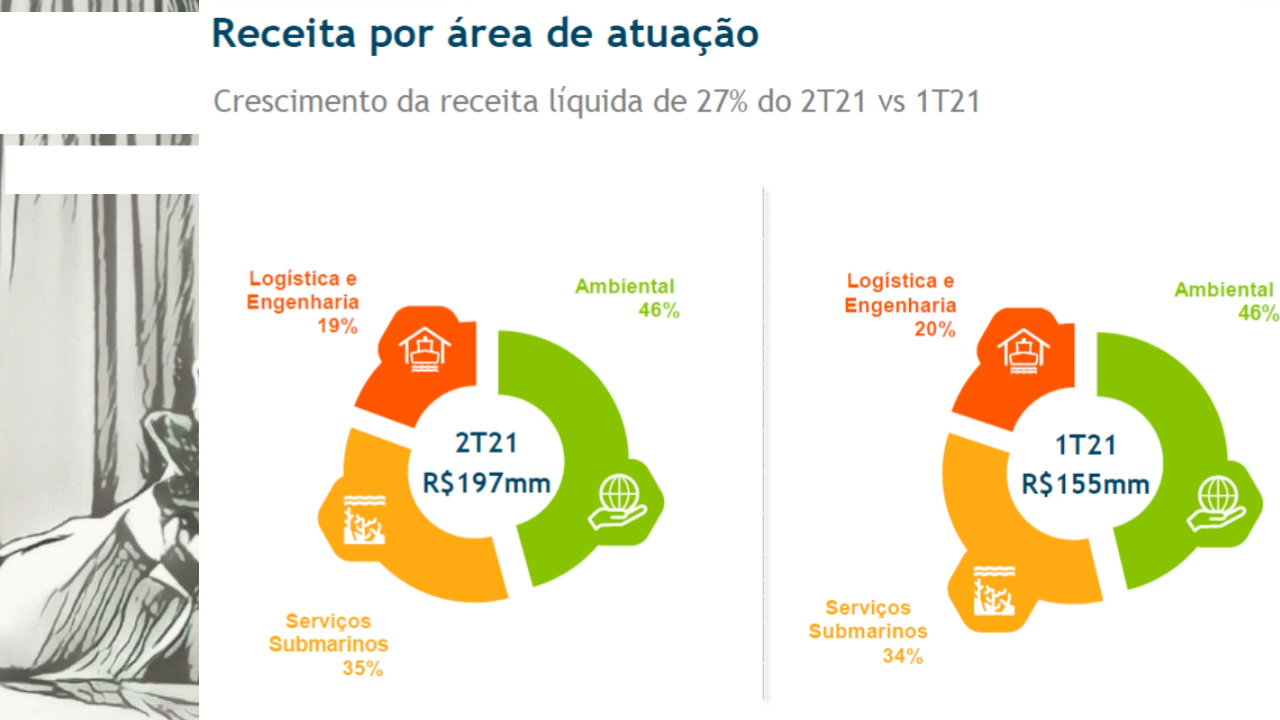 Receita por área de atuação
Crescimento da receita líquida de 27% do 2T21 vs 1T21
Logística e
Engenharia
19%
Ambiental
46%
2T21
R$197mm
Serviços
Submarinos
35%
Logística e
Engenharia
20%
Ambiental
46%
1T21
R$155mm
Serviços
Submarinos
34%